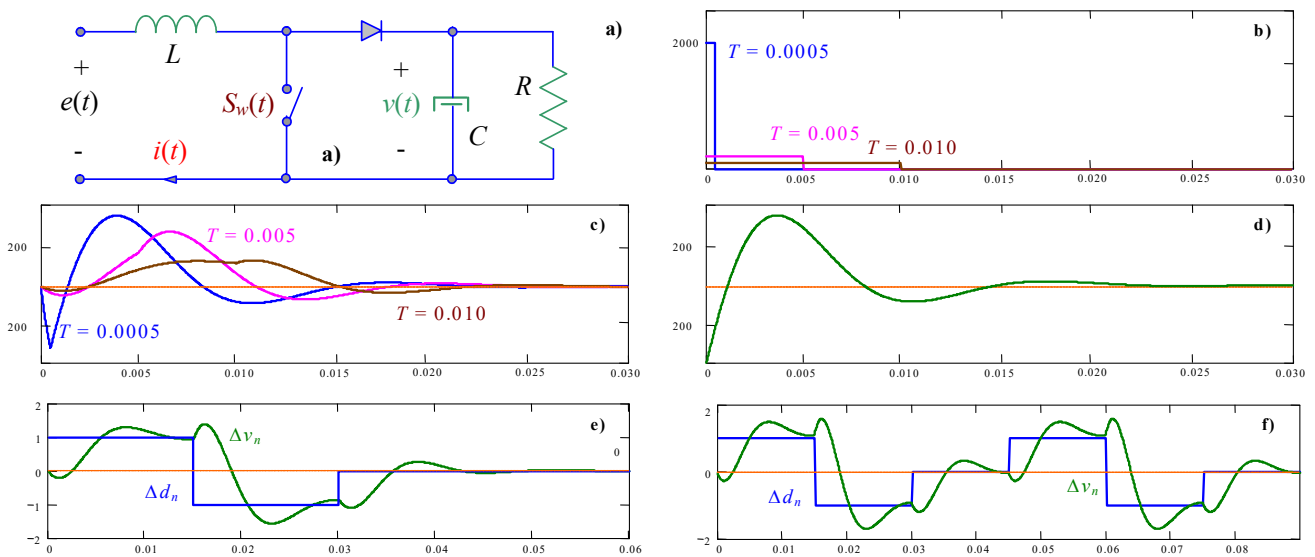 a)
L
+
e(t)
-
i(t)
Sw(t)
a)
+
v(t)
-
C
R
b)
2000
T = 0.0005
T = 0.005
T = 0.010
0 0.005 0.010 0.015 0.020 0.025 0.030
c)
200
T = 0.005
200
T = 0.0005
T = 0.010
0 0.005 0.010 0.015 0.020 0.025 0.030
d)
200
200
0 0.005 0.010 0.015 0.020 0.025 0.030
2
e)
1
Δvn
0
0
Δdn
−1
−2
0 0.01 0.02 0.03 0.04 0.05 0.06
2
f)
0
Δdn
Δvn
−2
0 0.01 0.02 0.03 0.04 0.05 0.06 0.07 0.08